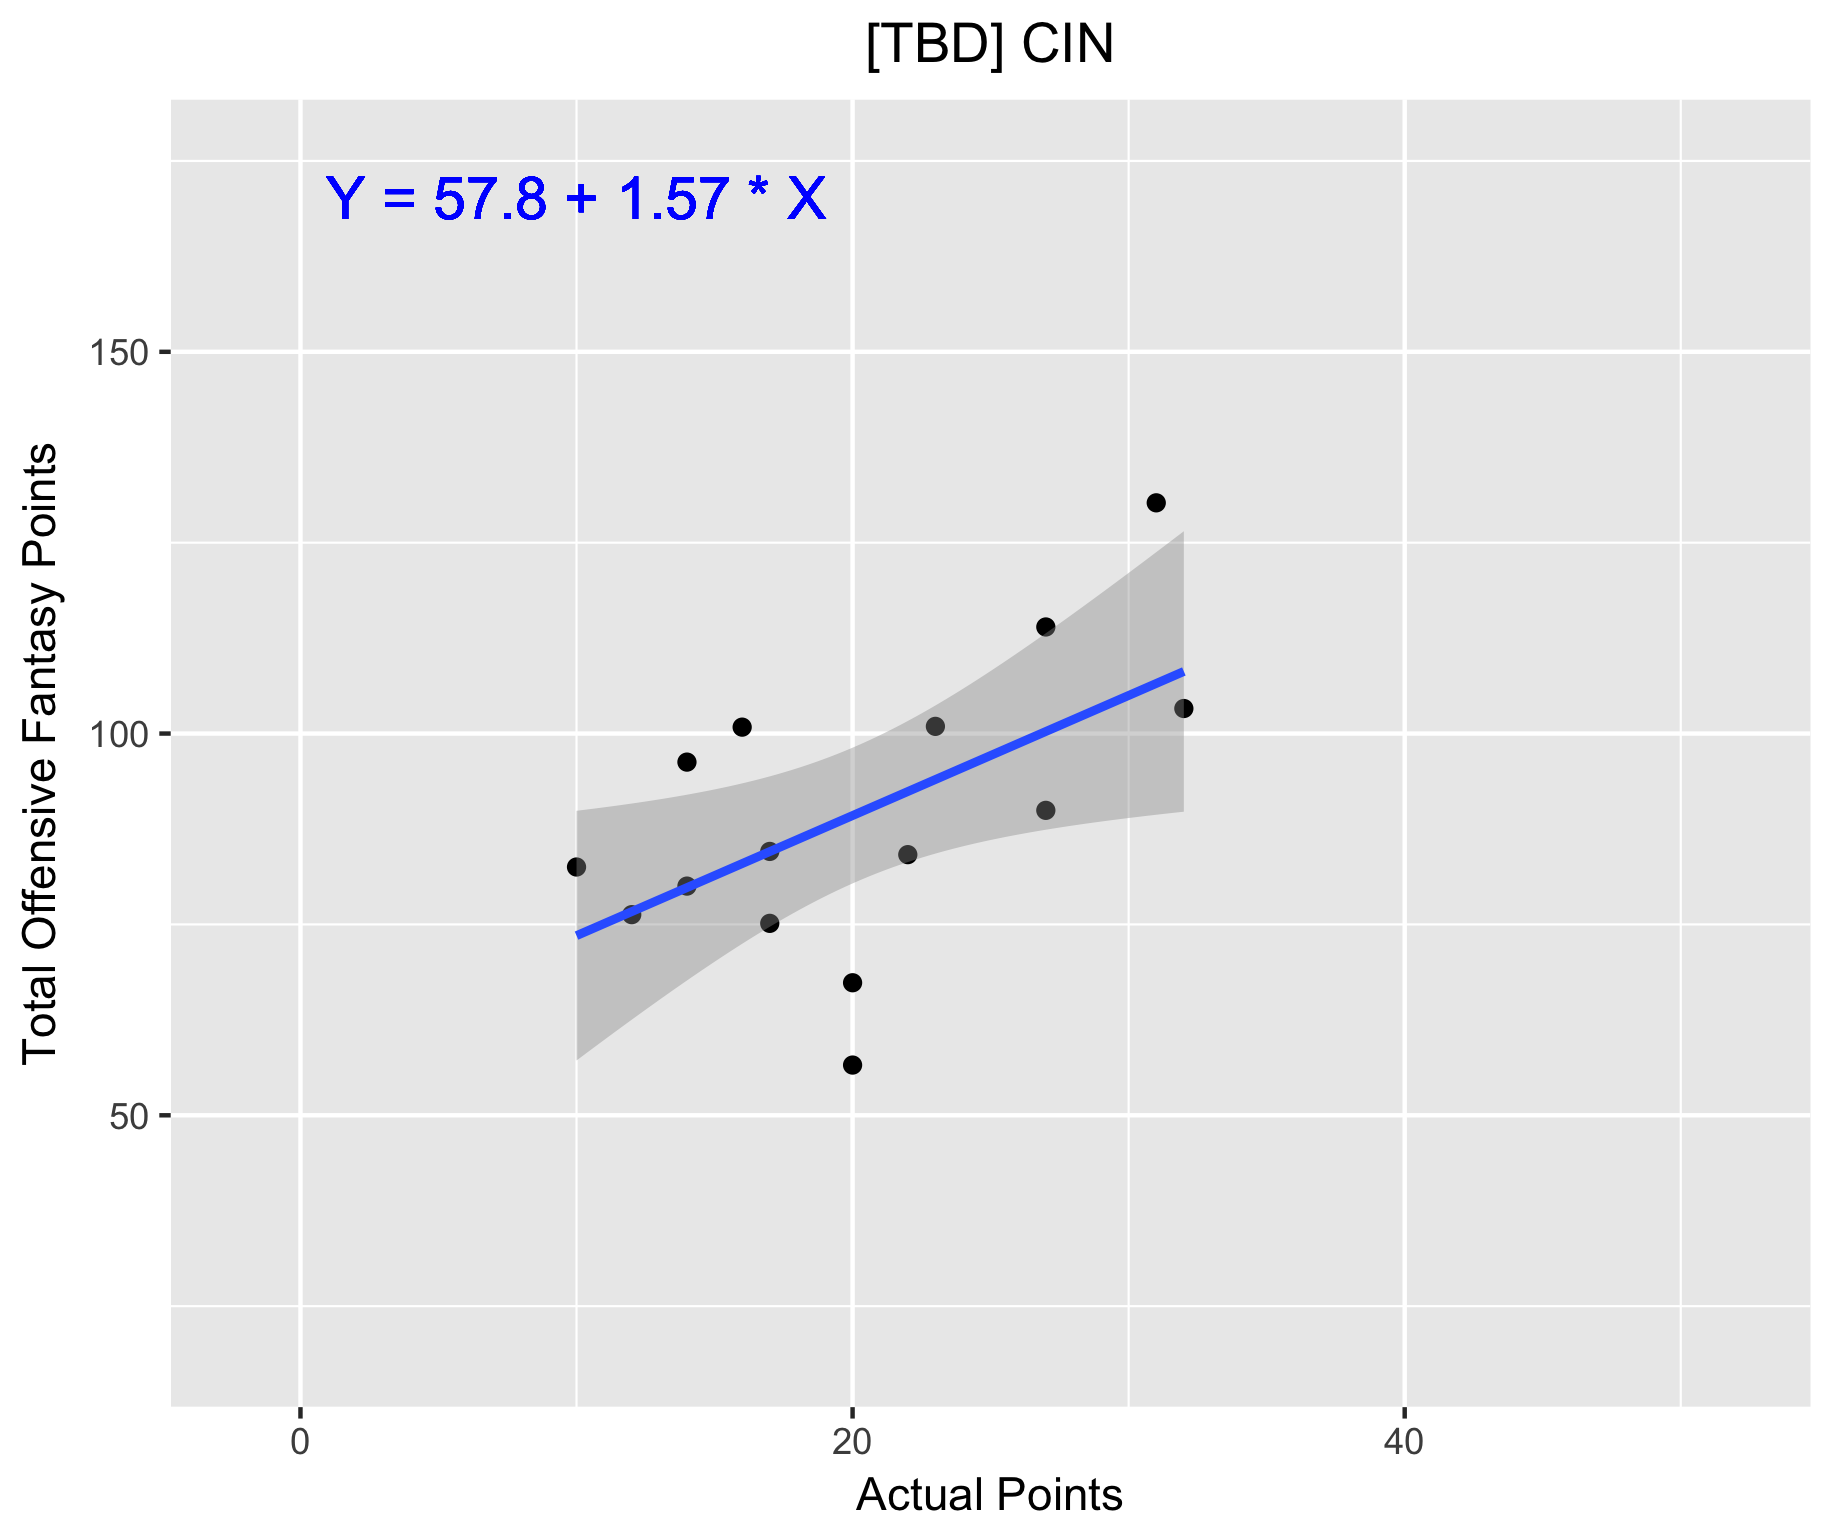 [TBD] CIN
Y = 57.8 + 1.57 * X
150
100
50
Total Offensive Fantasy Points
0 20 40
Actual Points